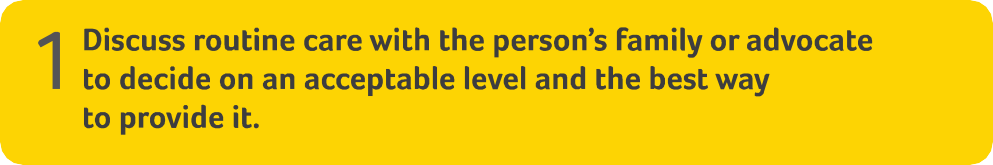 1 Discuss routine care with the person’s family or advocate
to decide on an acceptable level and the best way
to provide it.